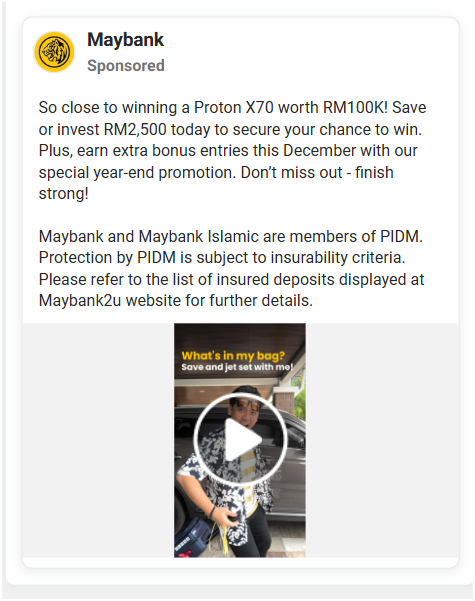 Maybank
Sponsored
So close to winning a Proton X70 worth RM100K! Save
or invest RM2,500 today to secure your chance to win.
Plus, earn extra bonus entries this December with our
special year-end promotion. Don’t miss out - finish
strong!
Maybank and Maybank Islamic are members of PIDM.
Protection by PIDM is subject to insurability criteria.
Please refer to the list of insured deposits displayed at
Maybank2u website for further details.
What's in my bag?
Save and jet set with me!